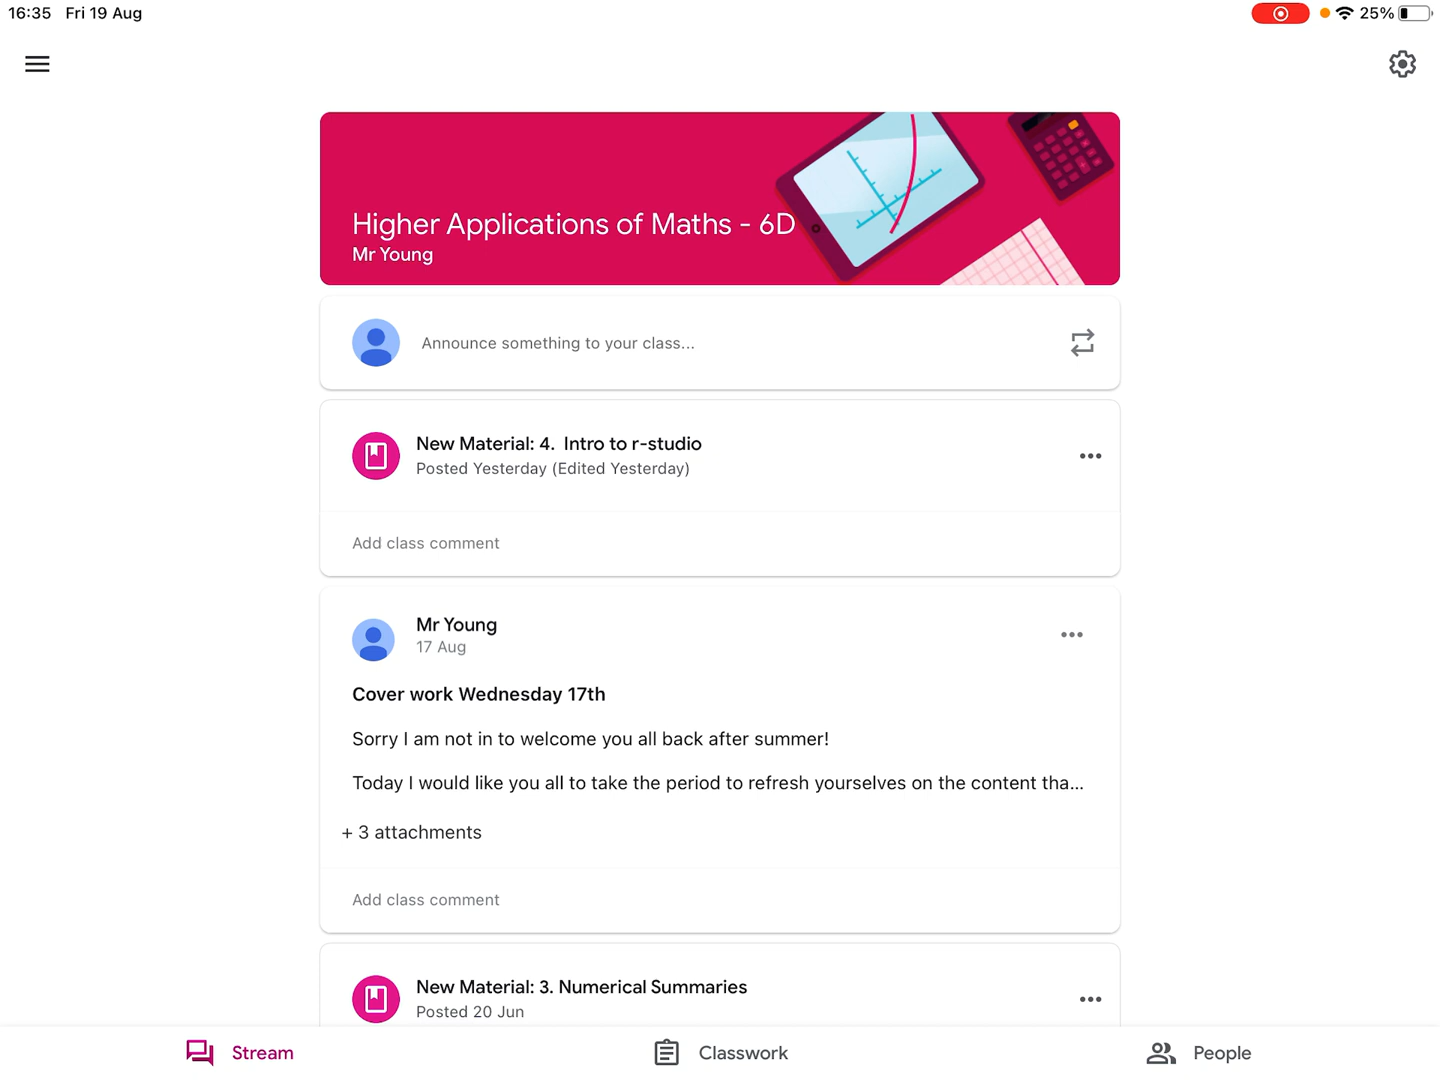 16:35 Fri 19 Aug
25%
Higher Applications of Maths - 6D
Mr Young
Announce something to your class...
New Material: 4. Intro to r-studio
Posted Yesterday (Edited Yesterday)
Add class comment
Mr Young
17 Aug
Cover work Wednesday 17th
Sorry I am not in to welcome you all back after summer!
Today I would like you all to take the period to refresh yourselves on the content tha...
+ 3 attachments
Add class comment
New Material: 3. Numerical Summaries
Posted 20 Jun
Stream
Classwork
People